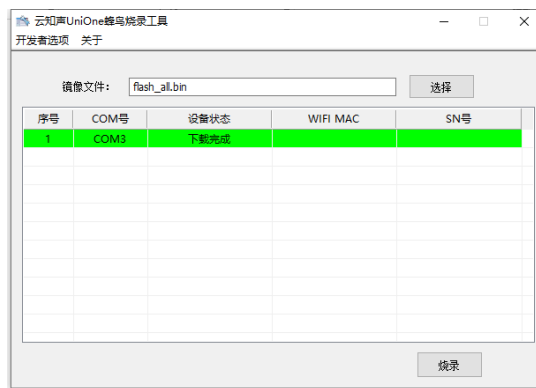 云知声UniOne蜂鸟烧录工具
开发者选项 关于
镜像文件： flash_all.bin 选择
序号 COM号 设备状态 WIFI MAC SN号
1 COM3 下载完成
烧录